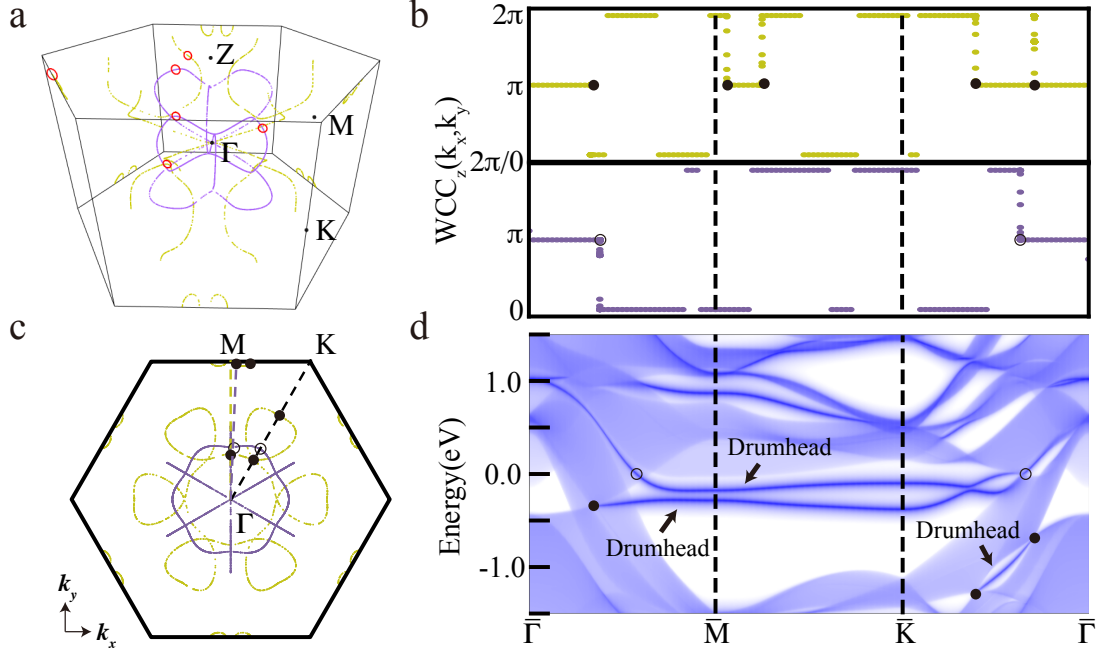 a
Z
M
Γ
K
b
2π
π
2π/0
π
0
WCC_z(k_x,k_y)
c
M
K
Γ
k_y
k_x
d
1.0
0.0
-1.0
Energy(eV)
Drumhead
Drumhead
Drumhead
Γ̅
M̅
K̅
Γ̅